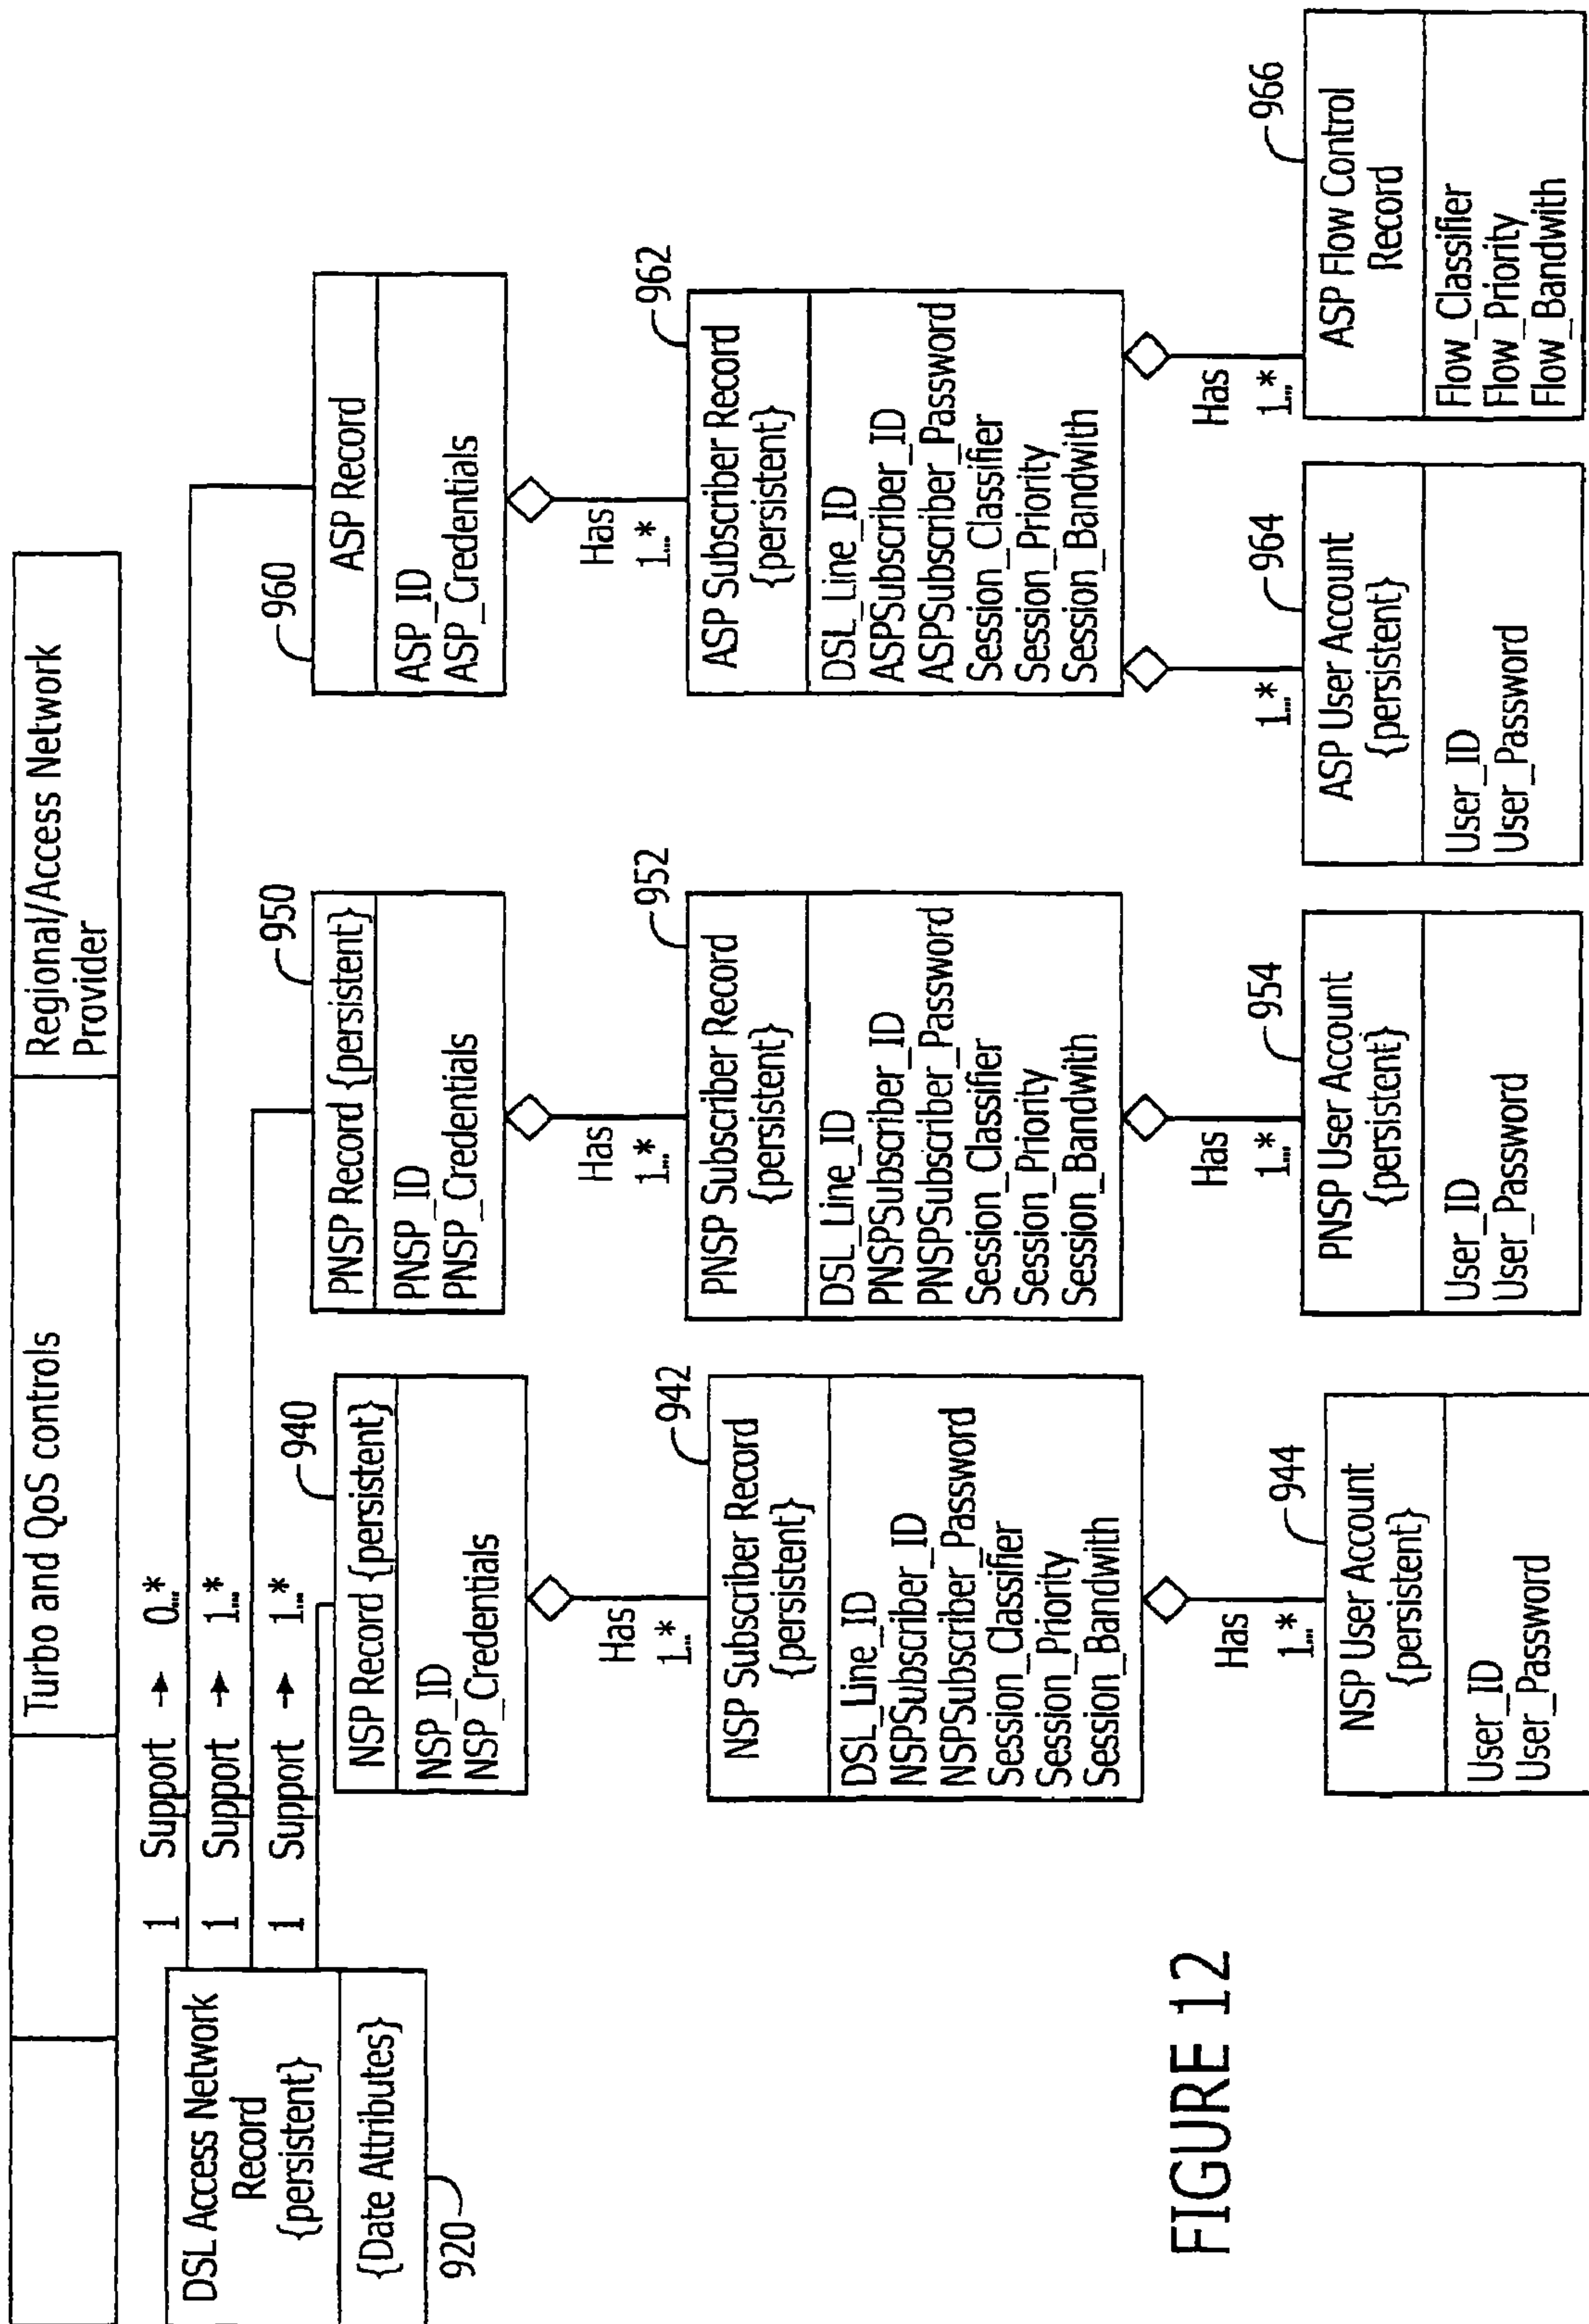 Turbo and QoS controls
Regional/Access Network
Provider
DSL Access Network
Record
{persistent}
{Date Attributes}
920
1 Support → 0...*
1 Support → 1...*
1 Support → 1...*
NSP Record {persistent}
940
NSP_ID
NSP_Credentials
Has
1...*
NSP Subscriber Record
{persistent}
942
DSL_Line_ID
NSPSubscriber_ID
NSPSubscriber_Password
Session_Classifier
Session_Priority
Session_Bandwith
Has
1...*
NSP User Account
{persistent}
944
User_ID
User_Password
PNSP Record {persistent}
950
PNSP_ID
PNSP_Credentials
Has
1...*
PNSP Subscriber Record
{persistent}
952
DSL_Line_ID
PNSPSubscriber_ID
PNSPSubscriber_Password
Session_Classifier
Session_Priority
Session_Bandwith
Has
1...*
PNSP User Account
{persistent}
954
User_ID
User_Password
960
ASP Record
ASP_ID
ASP_Credentials
Has
1...*
ASP Subscriber Record
{persistent}
962
DSL_Line_ID
ASPSubscriber_ID
ASPSubscriber_Password
Session_Classifier
Session_Priority
Session_Bandwith
1...*
ASP User Account
{persistent}
964
User_ID
User_Password
Has
1...*
ASP Flow Control
Record
966
Flow_Classifier
Flow_Priority
Flow_Bandwith
FIGURE 12